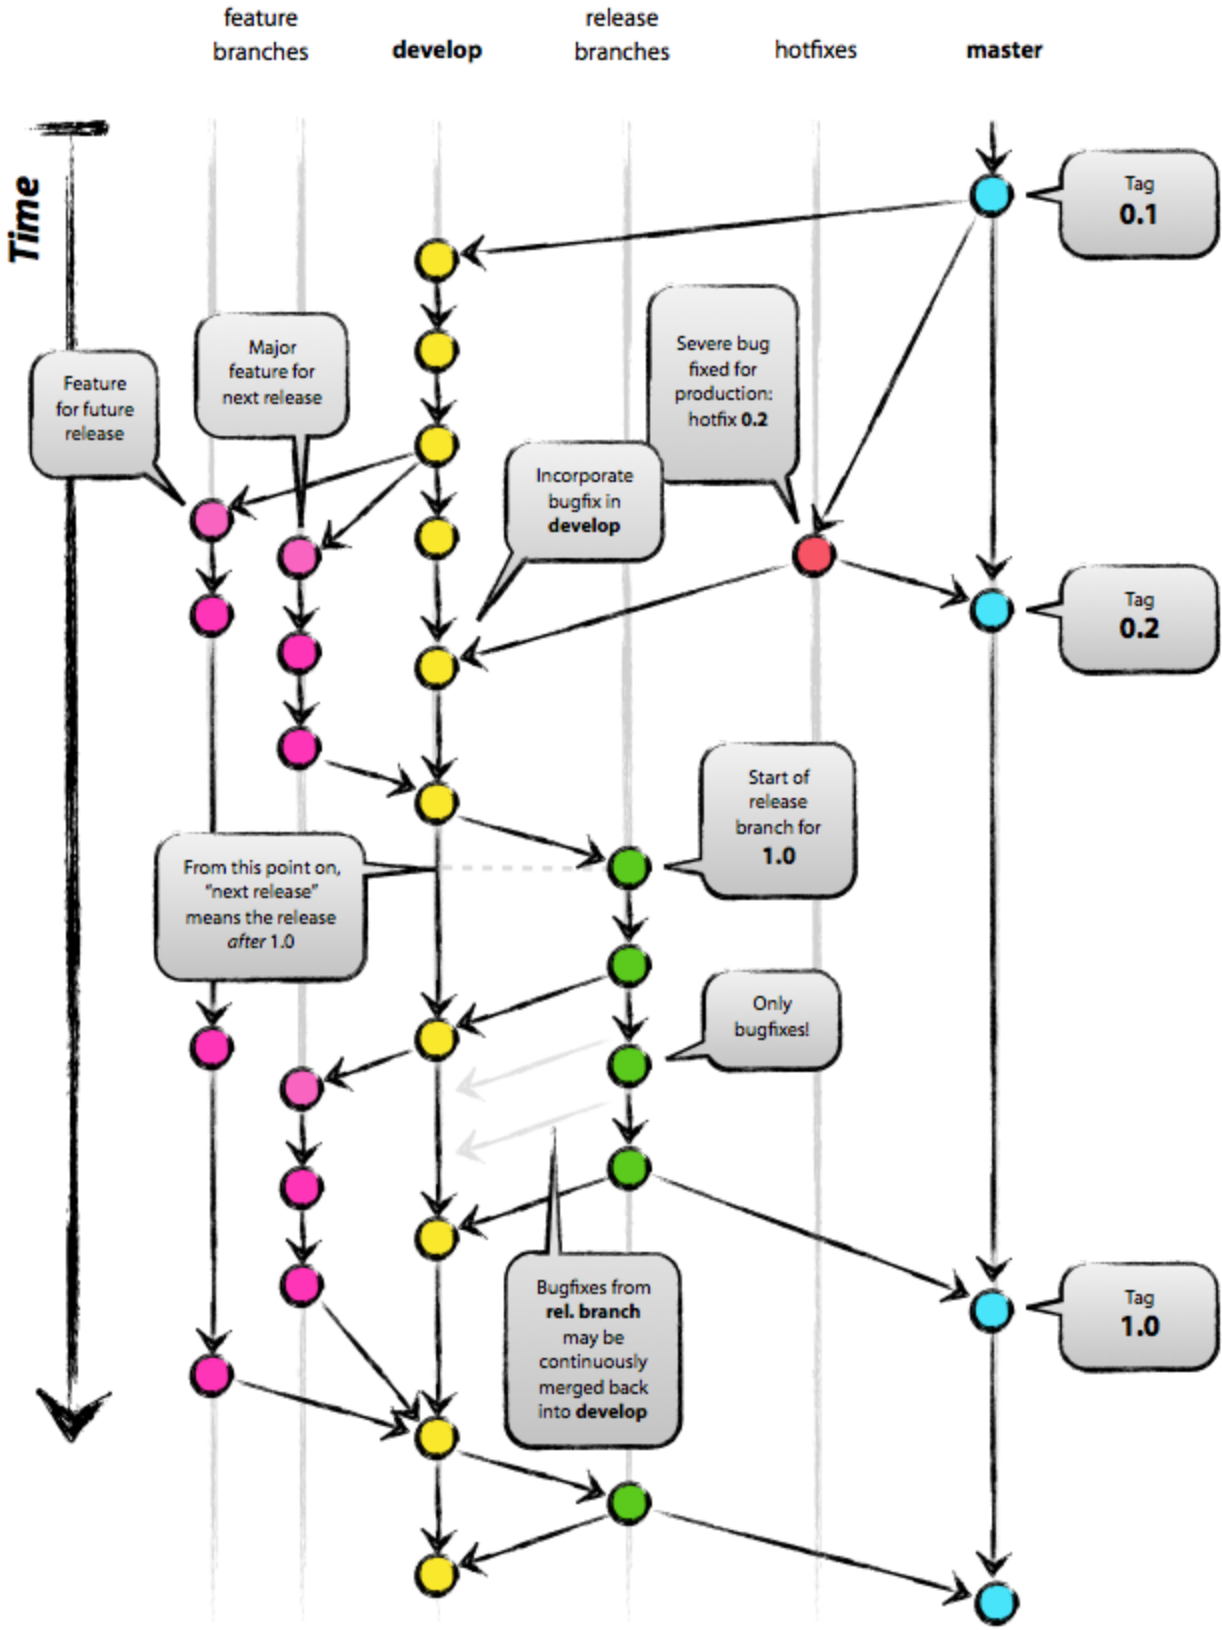 feature
branches
develop
release
branches
hotfixes
master
Time
Tag
0.1
Major
feature for
next release
Feature
for future
release
Severe bug
fixed for
production:
hotfix 0.2
Incorporate
bugfix in
develop
Tag
0.2
Start of
release
branch for
1.0
From this point on,
“next release”
means the release
after 1.0
Only
bugfixes!
Bugfixes from
rel. branch
may be
continuously
merged back
into develop
Tag
1.0